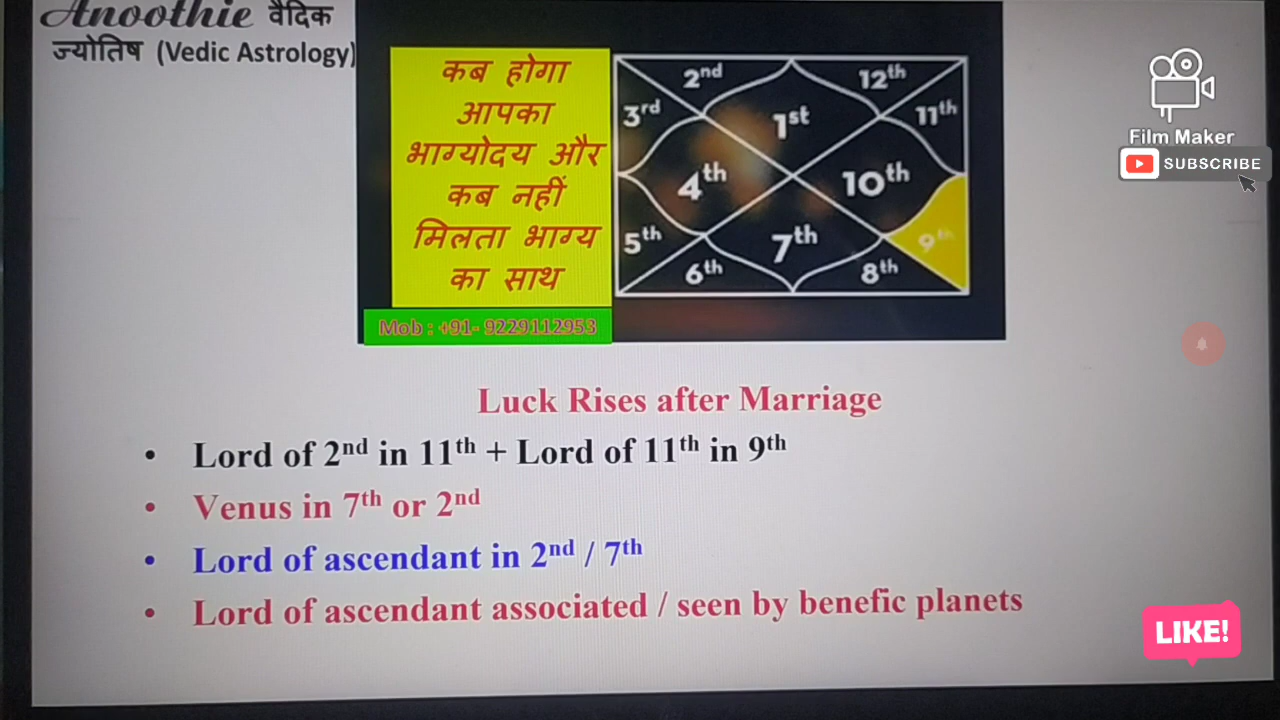 Anoothie वैदिक
ज्योतिष (Vedic Astrology)
कब होगा
आपका
भाग्योदय और
कब नहीं
मिलता भाग्य
का साथ
Mob : +91- 9229112953
2nd
12th
3rd
1st
11th
4th
10th
5th
7th
9th
6th
8th
Film Maker
SUBSCRIBE
Luck Rises after Marriage
• Lord of 2nd in 11th + Lord of 11th in 9th
• Venus in 7th or 2nd
• Lord of ascendant in 2nd / 7th
• Lord of ascendant associated / seen by benefic planets
LIKE!